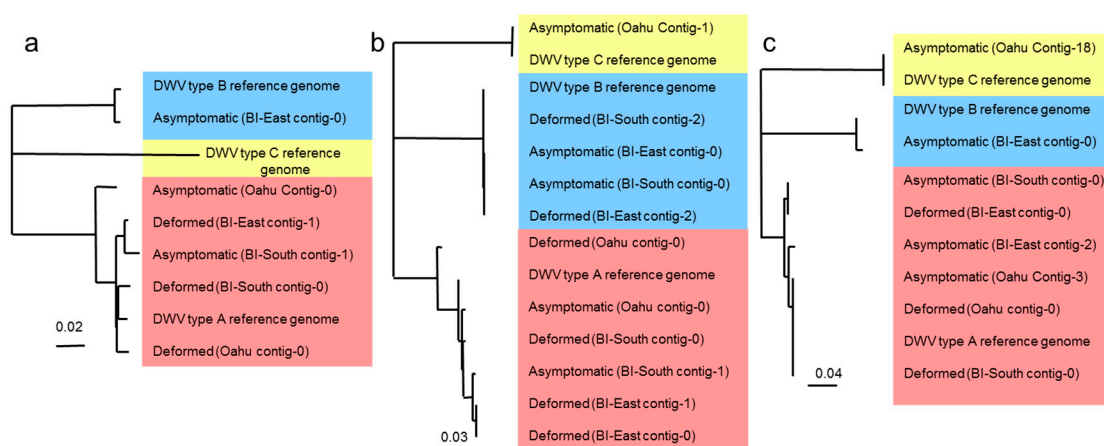 a
DWV type B reference genome
Asymptomatic (BI-East contig-0)
DWV type C reference
genome
Asymptomatic (Oahu Contig-0)
Deformed (BI-East contig-1)
Asymptomatic (BI-South contig-1)
Deformed (BI-South contig-0)
DWV type A reference genome
Deformed (Oahu contig-0)
0.02
b
Asymptomatic (Oahu Contig-1)
DWV type C reference genome
DWV type B reference genome
Deformed (BI-South contig-2)
Asymptomatic (BI-East contig-0)
Asymptomatic (BI-South contig-0)
Deformed (BI-East contig-2)
Deformed (Oahu contig-0)
DWV type A reference genome
Asymptomatic (Oahu contig-0)
Deformed (BI-South contig-0)
Asymptomatic (BI-South contig-1)
Deformed (BI-East contig-1)
Deformed (BI-East contig-0)
0.03
c
Asymptomatic (Oahu Contig-18)
DWV type C reference genome
DWV type B reference genome
Asymptomatic (BI-East contig-0)
Asymptomatic (BI-South contig-0)
Deformed (BI-East contig-0)
Asymptomatic (BI-East contig-2)
Asymptomatic (Oahu Contig-3)
Deformed (Oahu contig-0)
DWV type A reference genome
Deformed (BI-South contig-0)
0.04